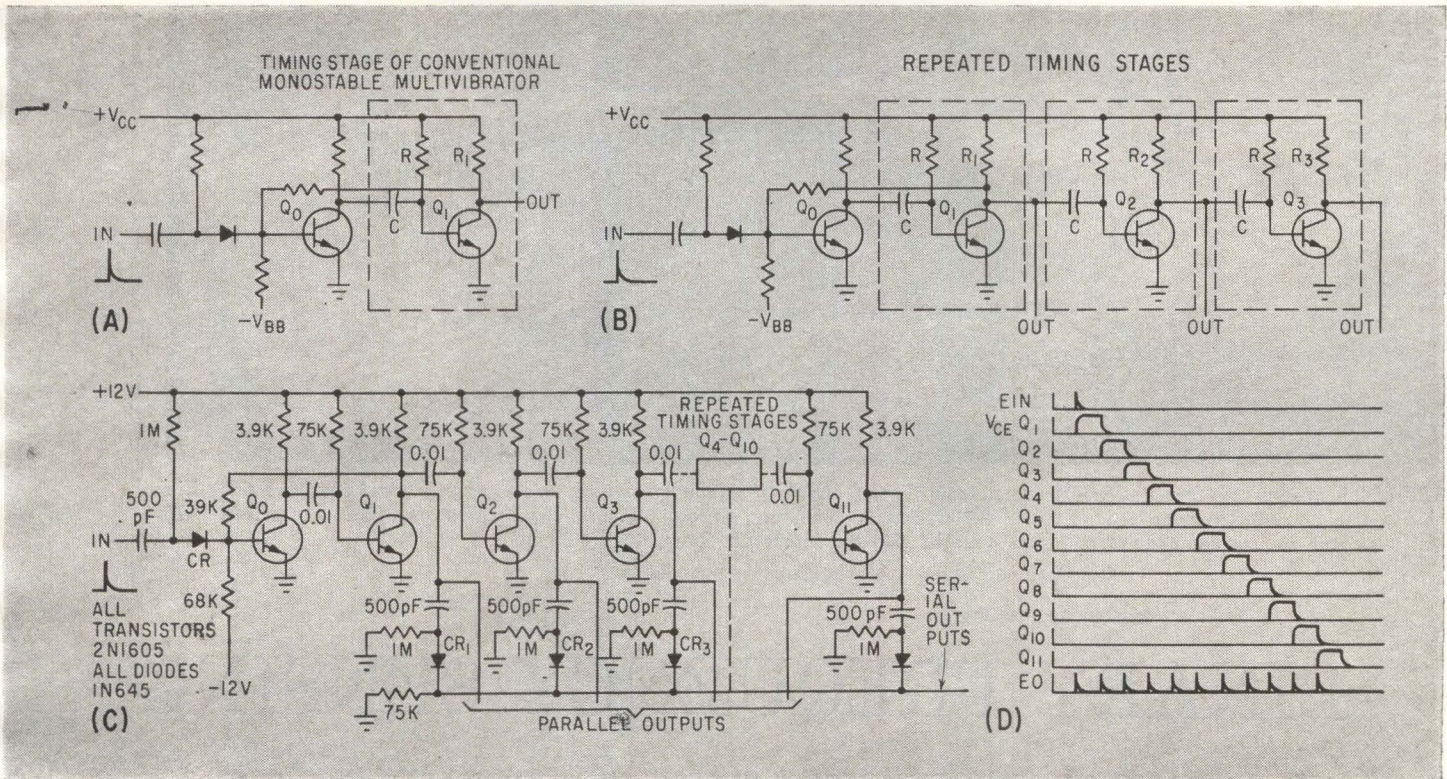 TIMING STAGE OF CONVENTIONAL
MONOSTABLE MULTIVIBRATOR
+VCC
R
R1
Q0
Q1
C
OUT
IN
-VBB
(A)
REPEATED TIMING STAGES
+VCC
R
R1
R
R2
R
R3
Q0
C
Q1
C
Q2
C
Q3
IN
-VBB
OUT
OUT
OUT
(B)
+12V
1M
3.9K
75K
3.9K
75K
3.9K
75K
3.9K
REPEATED
TIMING STAGES
Q4-Q10
75K
3.9K
0.01
0.01
0.01
0.01
0.01
500
pF
39K
Q0
Q1
Q2
Q3
Q11
IN
CR
68K
ALL
TRANSISTORS
2N1605
ALL DIODES
IN645
-12V
500pF
500pF
500pF
500pF
1M
CR1
1M
CR2
1M
CR3
1M
SER-
IAL
OUT
PUTS
75K
PARALLEL OUTPUTS
(C)
EIN
VCE Q1
Q2
Q3
Q4
Q5
Q6
Q7
Q8
Q9
Q10
Q11
EO
(D)